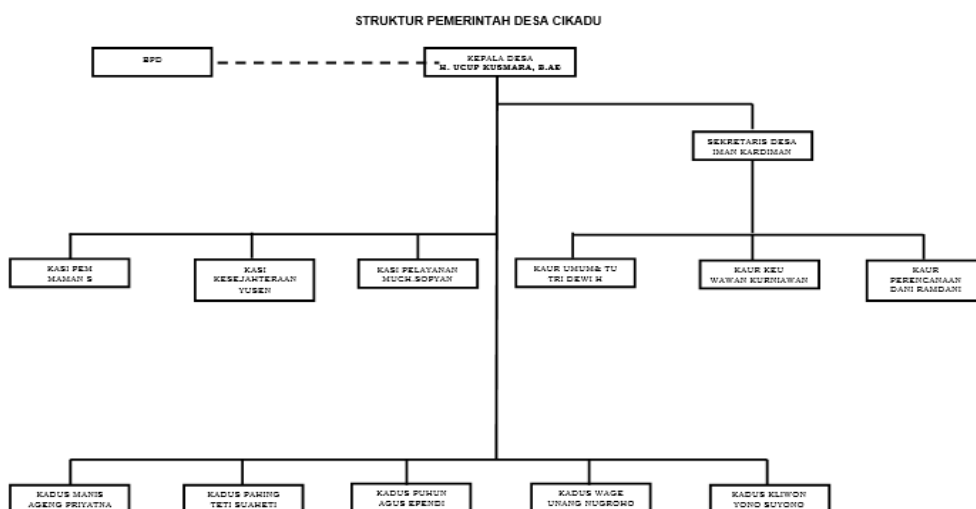 STRUKTUR PEMERINTAH DESA CIKADU
BPD
KEPALA DESA
H. UCUP KUSMARA, B.AE
SEKRETARIS DESA
IMAN KARDIMAN
KASI PEM
MAMAN S
KASI
KESEJAHTERAAN
YUSEN
KASI PELAYANAN
MUCH.SOPYAN
KAUR UMUM& TU
TRI DEWI H
KAUR KEU
WAWAN KURNIAWAN
KAUR
PERENCANAAN
DANI RAMDANI
KADUS MANIS
AGENG PRIYATNA
KADUS PAHING
TETI SUAHETI
KADUS PUHUN
AGUS EPENDI
KADUS WAGE
UNANG NUGROHO
KADUS KLIWON
YONO SUYONO